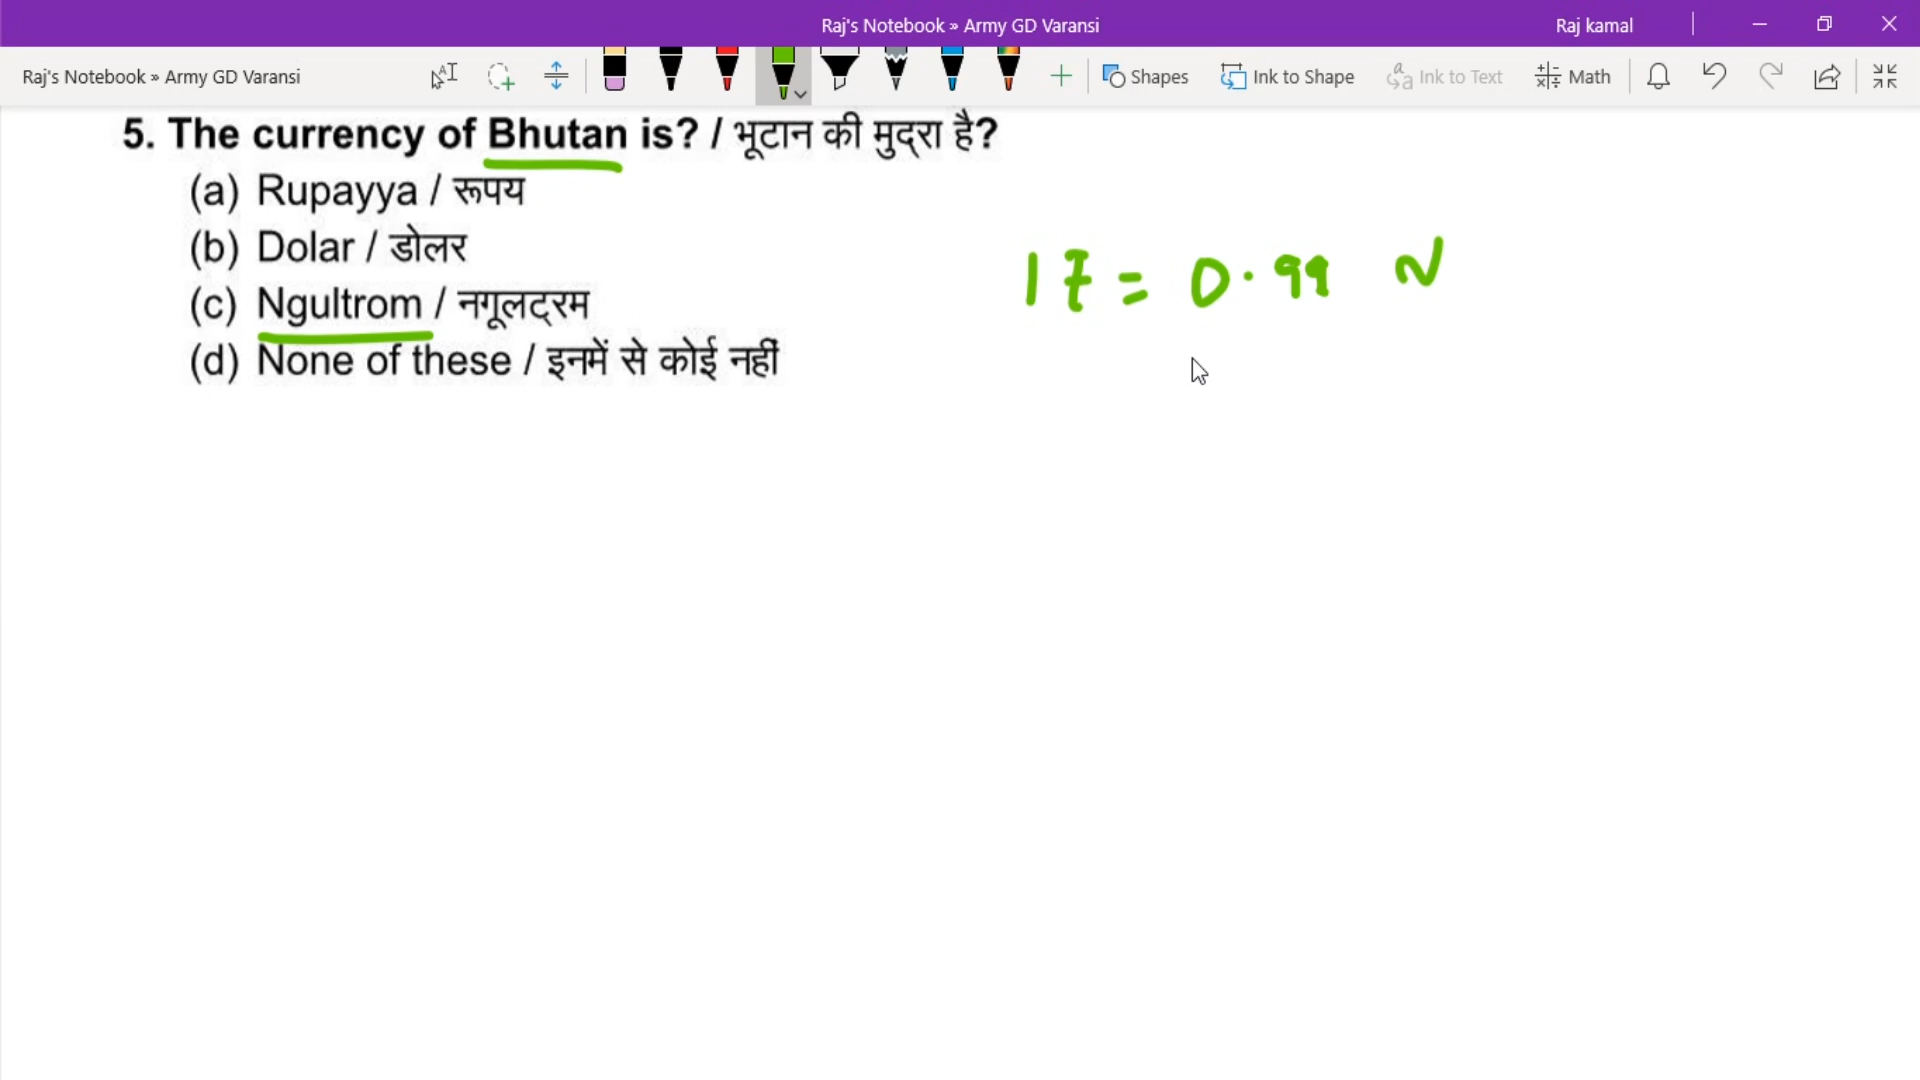 Raj's Notebook » Army GD Varansi
Raj kamal
Raj's Notebook » Army GD Varansi
Shapes
Ink to Shape
Ink to Text
Math
5. The currency of Bhutan is? / भूटान की मुद्रा है?
(a) Rupayya / रूपय
(b) Dolar / डोलर
(c) Ngultrom / नगूलट्रम
(d) None of these / इनमें से कोई नहीं
1 ₹ = 0.99 N